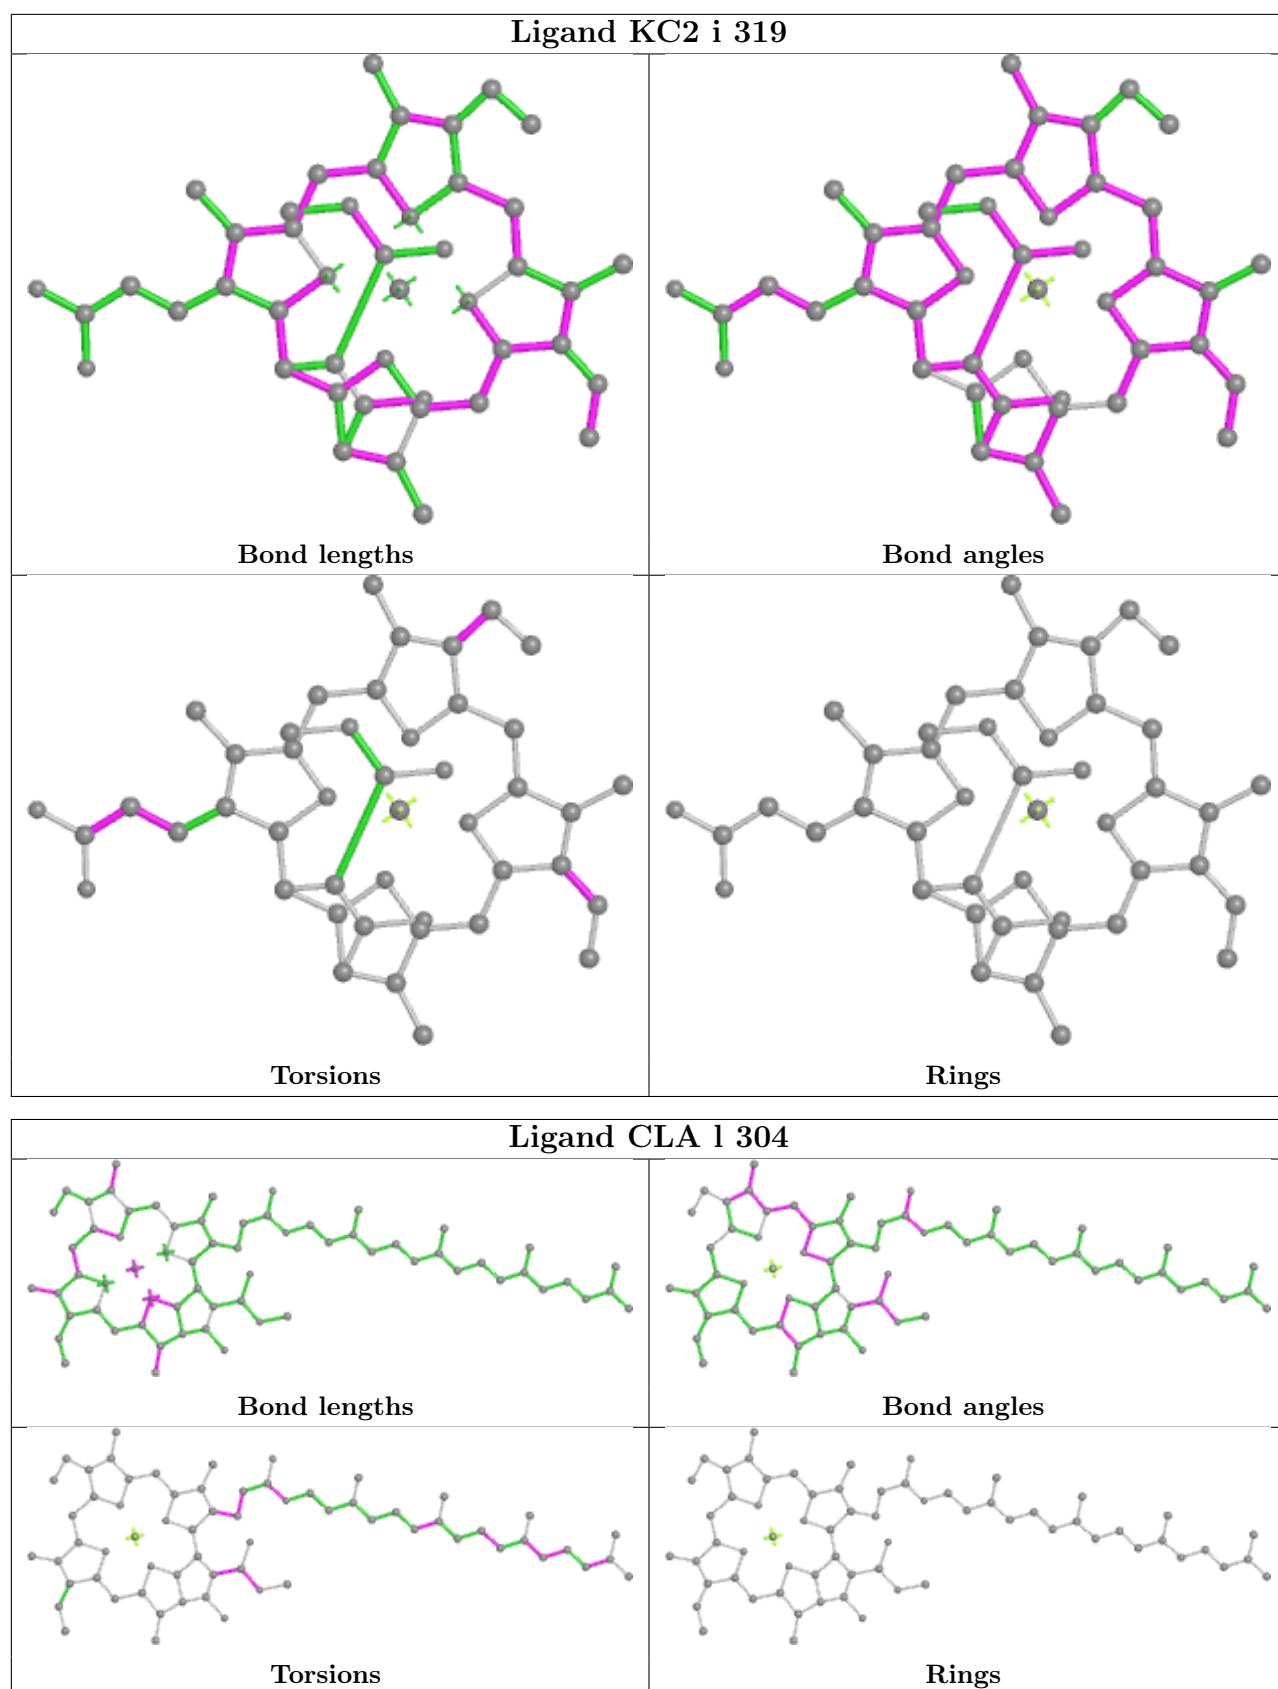 Ligand KC2 i 319
Bond lengths
Bond angles
Torsions
Rings
Ligand CLA l 304
Bond lengths
Bond angles
Torsions
Rings